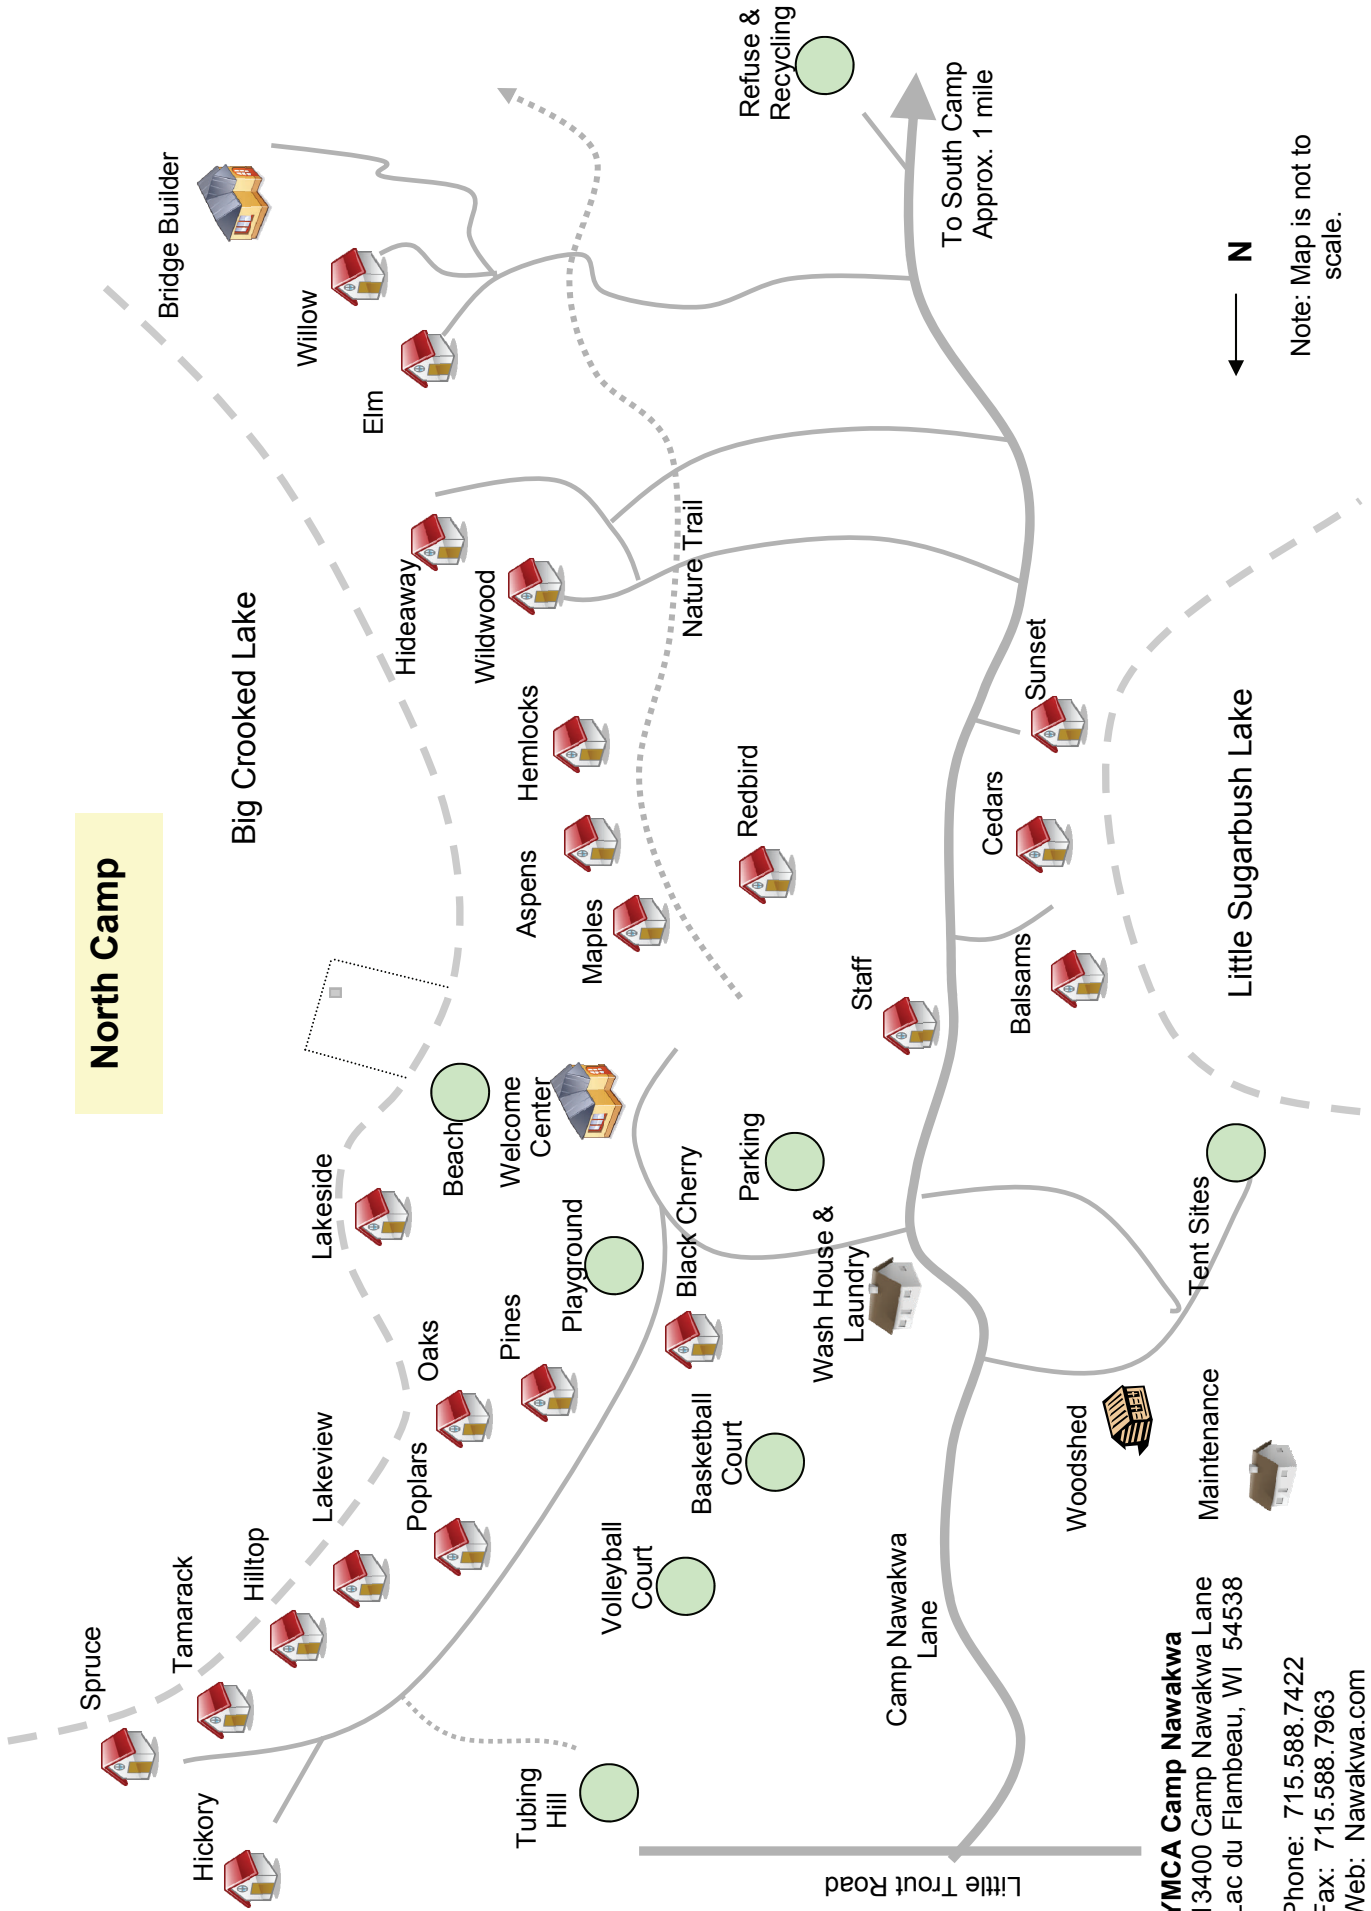 North Camp
Big Crooked Lake
Bridge Builder
Willow
Elm
Refuse &
Recycling
To South Camp
Approx. 1 mile
N
Note: Map is not to
scale.
Hideaway
Wildwood
Nature Trail
Hemlocks
Aspens
Maples
Redbird
Sunset
Cedars
Balsams
Little Sugarbush Lake
Staff
Beach
Welcome
Center
Lakeside
Playground
Black Cherry
Parking
Wash House &
Laundry
Tent Sites
Oaks
Pines
Lakeview
Poplars
Basketball
Court
Volleyball
Court
Woodshed
Maintenance
Hilltop
Tamarack
Spruce
Hickory
Tubing
Hill
Camp Nawakwa
Lane
Little Trout Road
YMCA Camp Nawakwa
13400 Camp Nawakwa Lane
Lac du Flambeau, WI 54538
Phone: 715.588.7422
Fax: 715.588.7963
Web: Nawakwa.com